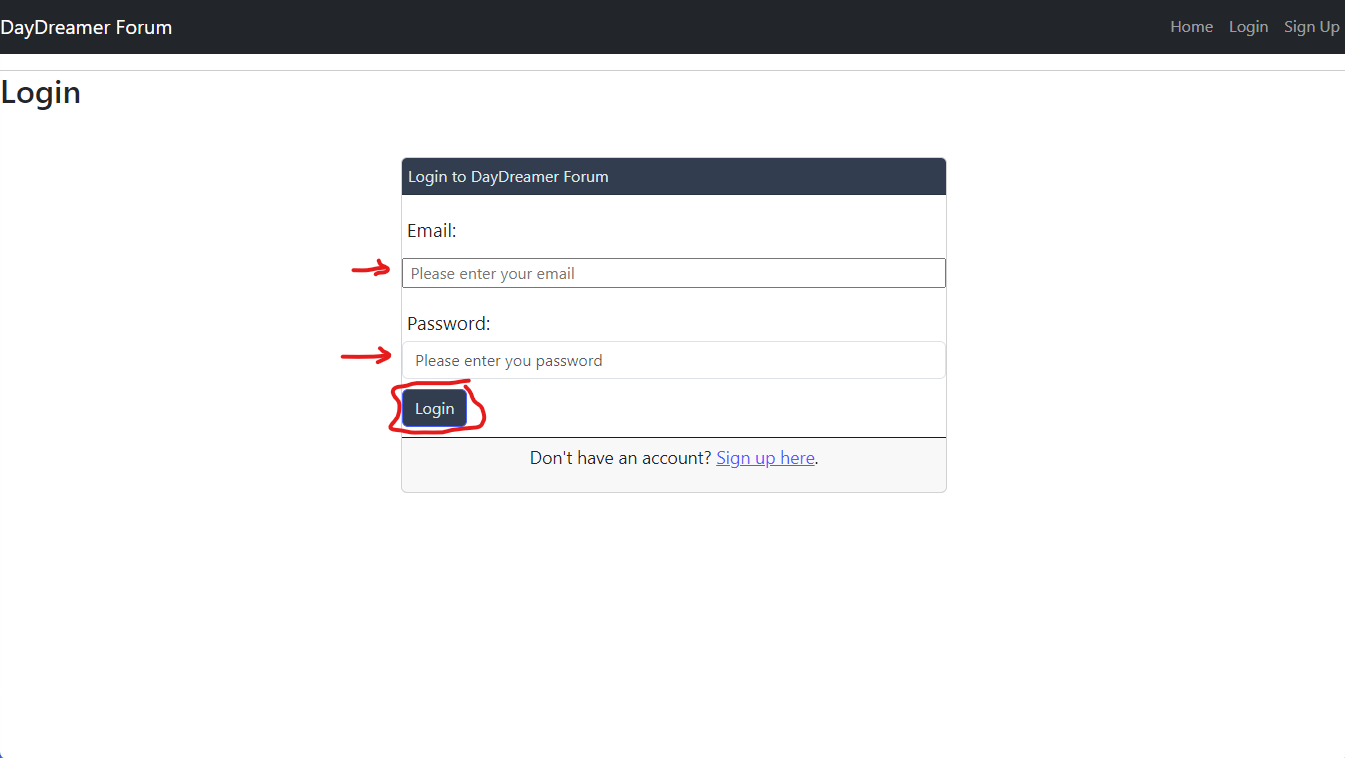 DayDreamer Forum Home Login Sign Up
Login
Login to DayDreamer Forum
Email:
Please enter your email
Password:
Please enter you password
Login
Don't have an account? Sign up here.